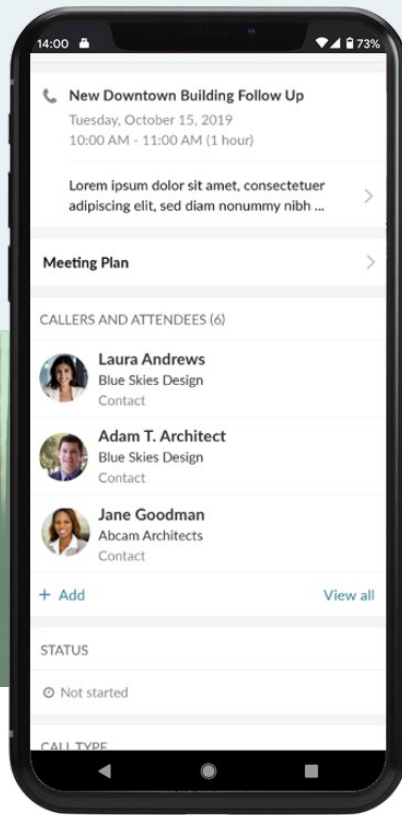 14:00
73%
New Downtown Building Follow Up
Tuesday, October 15, 2019
10:00 AM - 11:00 AM (1 hour)
Lorem ipsum dolor sit amet, consectetuer
adipiscing elit, sed diam nonummy nibh ...
Meeting Plan
CALLERS AND ATTENDEES (6)
Laura Andrews
Blue Skies Design
Contact
Adam T. Architect
Blue Skies Design
Contact
Jane Goodman
Abcam Architects
Contact
+ Add
View all
STATUS
Not started
CALL TYPE